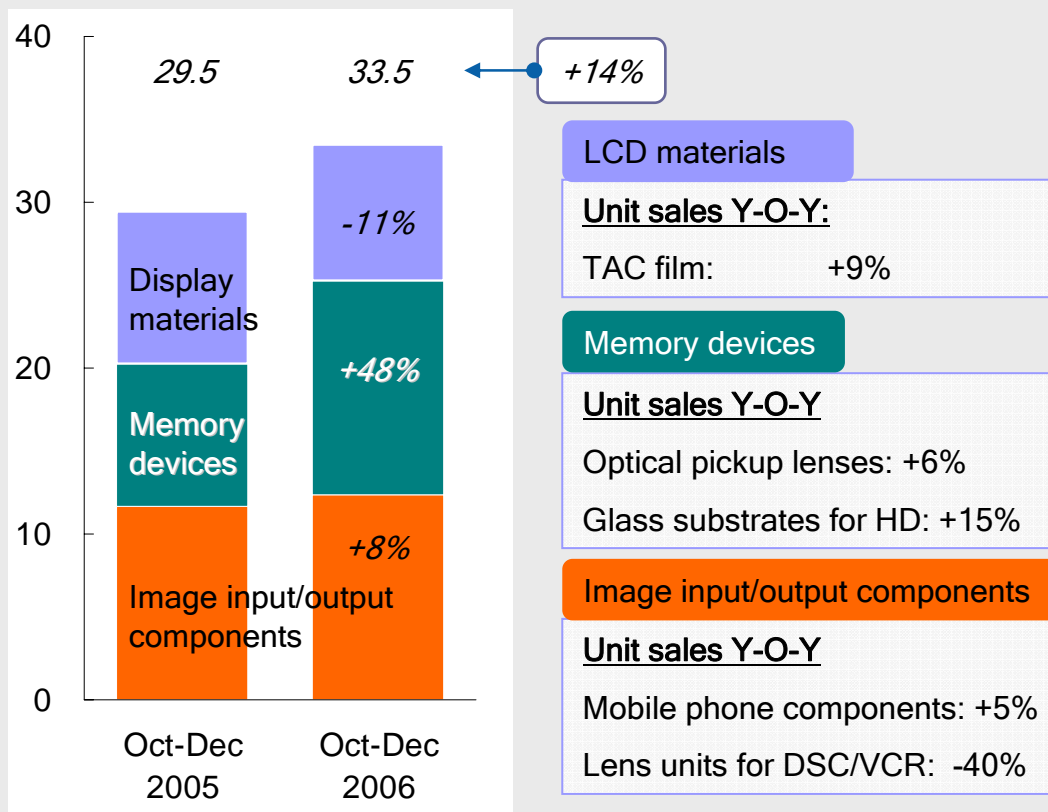 40
30
20
10
0
29.5
33.5
+14%
Display
materials
Memory
devices
Image input/output
components
-11%
+48%
+8%
Oct-Dec
2005
Oct-Dec
2006
LCD materials
Unit sales Y-O-Y:
TAC film: +9%
Memory devices
Unit sales Y-O-Y
Optical pickup lenses: +6%
Glass substrates for HD: +15%
Image input/output components
Unit sales Y-O-Y
Mobile phone components: +5%
Lens units for DSC/VCR: -40%